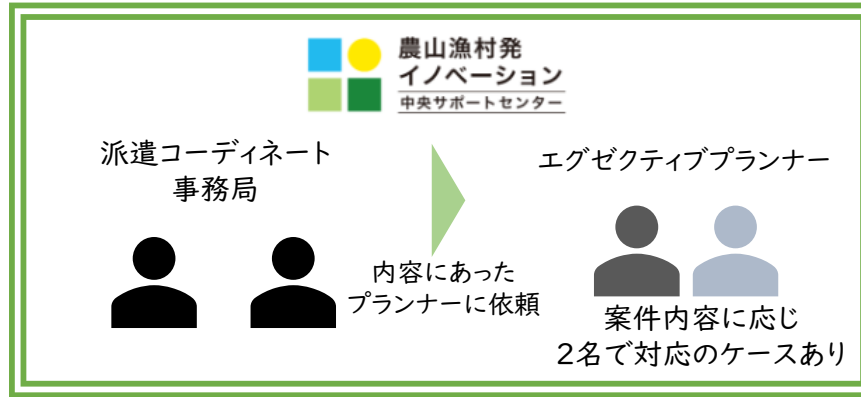 農山漁村発
イノベーション
中央サポートセンター
派遣コーディネート
事務局
内容にあった
プランナーに依頼
エグゼクティブプランナー
案件内容に応じ
2名で対応のケースあり